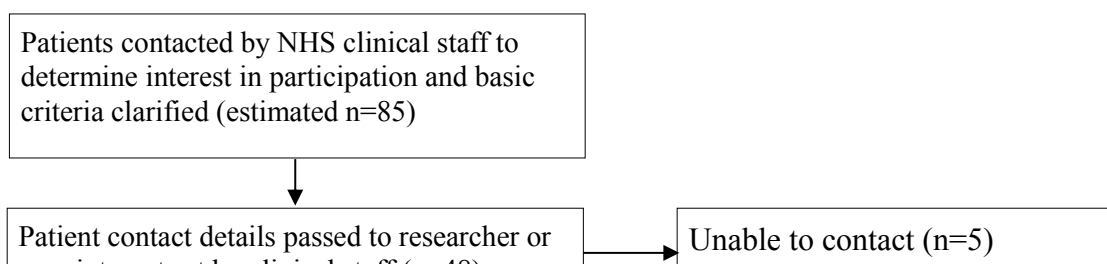 Patients contacted by NHS clinical staff to
determine interest in participation and basic
criteria clarified (estimated n=85)
Patient contact details passed to researcher or
Unable to contact (n=5)